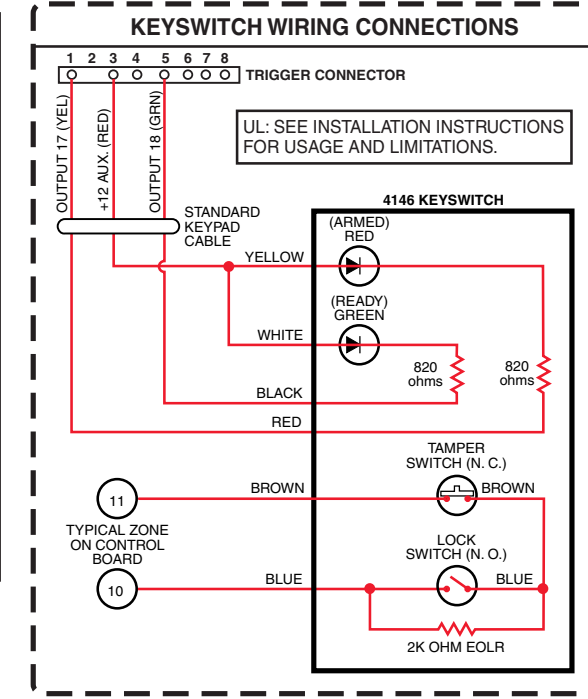 KEYSWITCH WIRING CONNECTIONS
1 2 3 4 5 6 7 8
TRIGGER CONNECTOR
OUTPUT 17 (YEL)
+12 AUX. (RED)
OUTPUT 18 (GRN)
UL: SEE INSTALLATION INSTRUCTIONS
FOR USAGE AND LIMITATIONS.
STANDARD
KEYPAD
CABLE
4146 KEYSWITCH
(ARMED)
RED
YELLOW
(READY)
GREEN
WHITE
820
ohms
820
ohms
BLACK
RED
TAMPER
SWITCH (N. C.)
BROWN
BROWN
11
TYPICAL ZONE
ON CONTROL
BOARD
10
LOCK
SWITCH (N. O.)
BLUE
BLUE
2K OHM EOLR